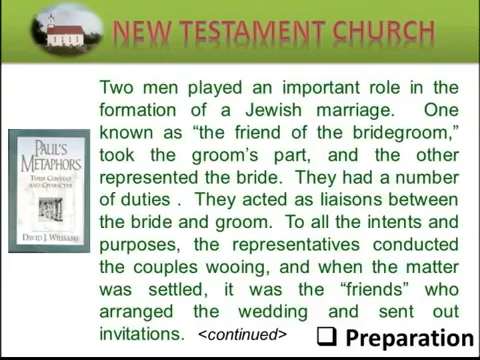 NEW TESTAMENT CHURCH
Two men played an important role in the
formation of a Jewish marriage. One
known as “the friend of the bridegroom,”
took the groom’s part, and the other
represented the bride. They had a number
of duties . They acted as liaisons between
the bride and groom. To all the intents and
purposes, the representatives conducted
the couples wooing, and when the matter
was settled, it was the “friends” who
arranged the wedding and sent out
invitations. <continued>
PAUL'S
METAPHORS
THEIR CONTEXT
AND CHARACTER
DAVID J. WILLIAMS
❑ Preparation